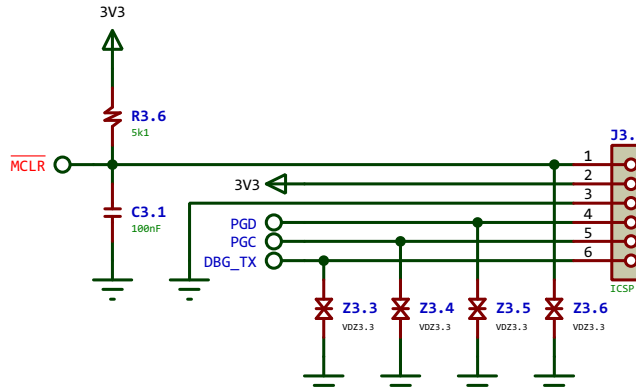 3V3
R3.6
5k1
J3.
MCLR
1
2
3V3
3
C3.1
100nF
PGD
4
PGC
5
DBG_TX
6
ICSP
Z3.3
VDZ3.3
Z3.4
VDZ3.3
Z3.5
VDZ3.3
Z3.6
VDZ3.3